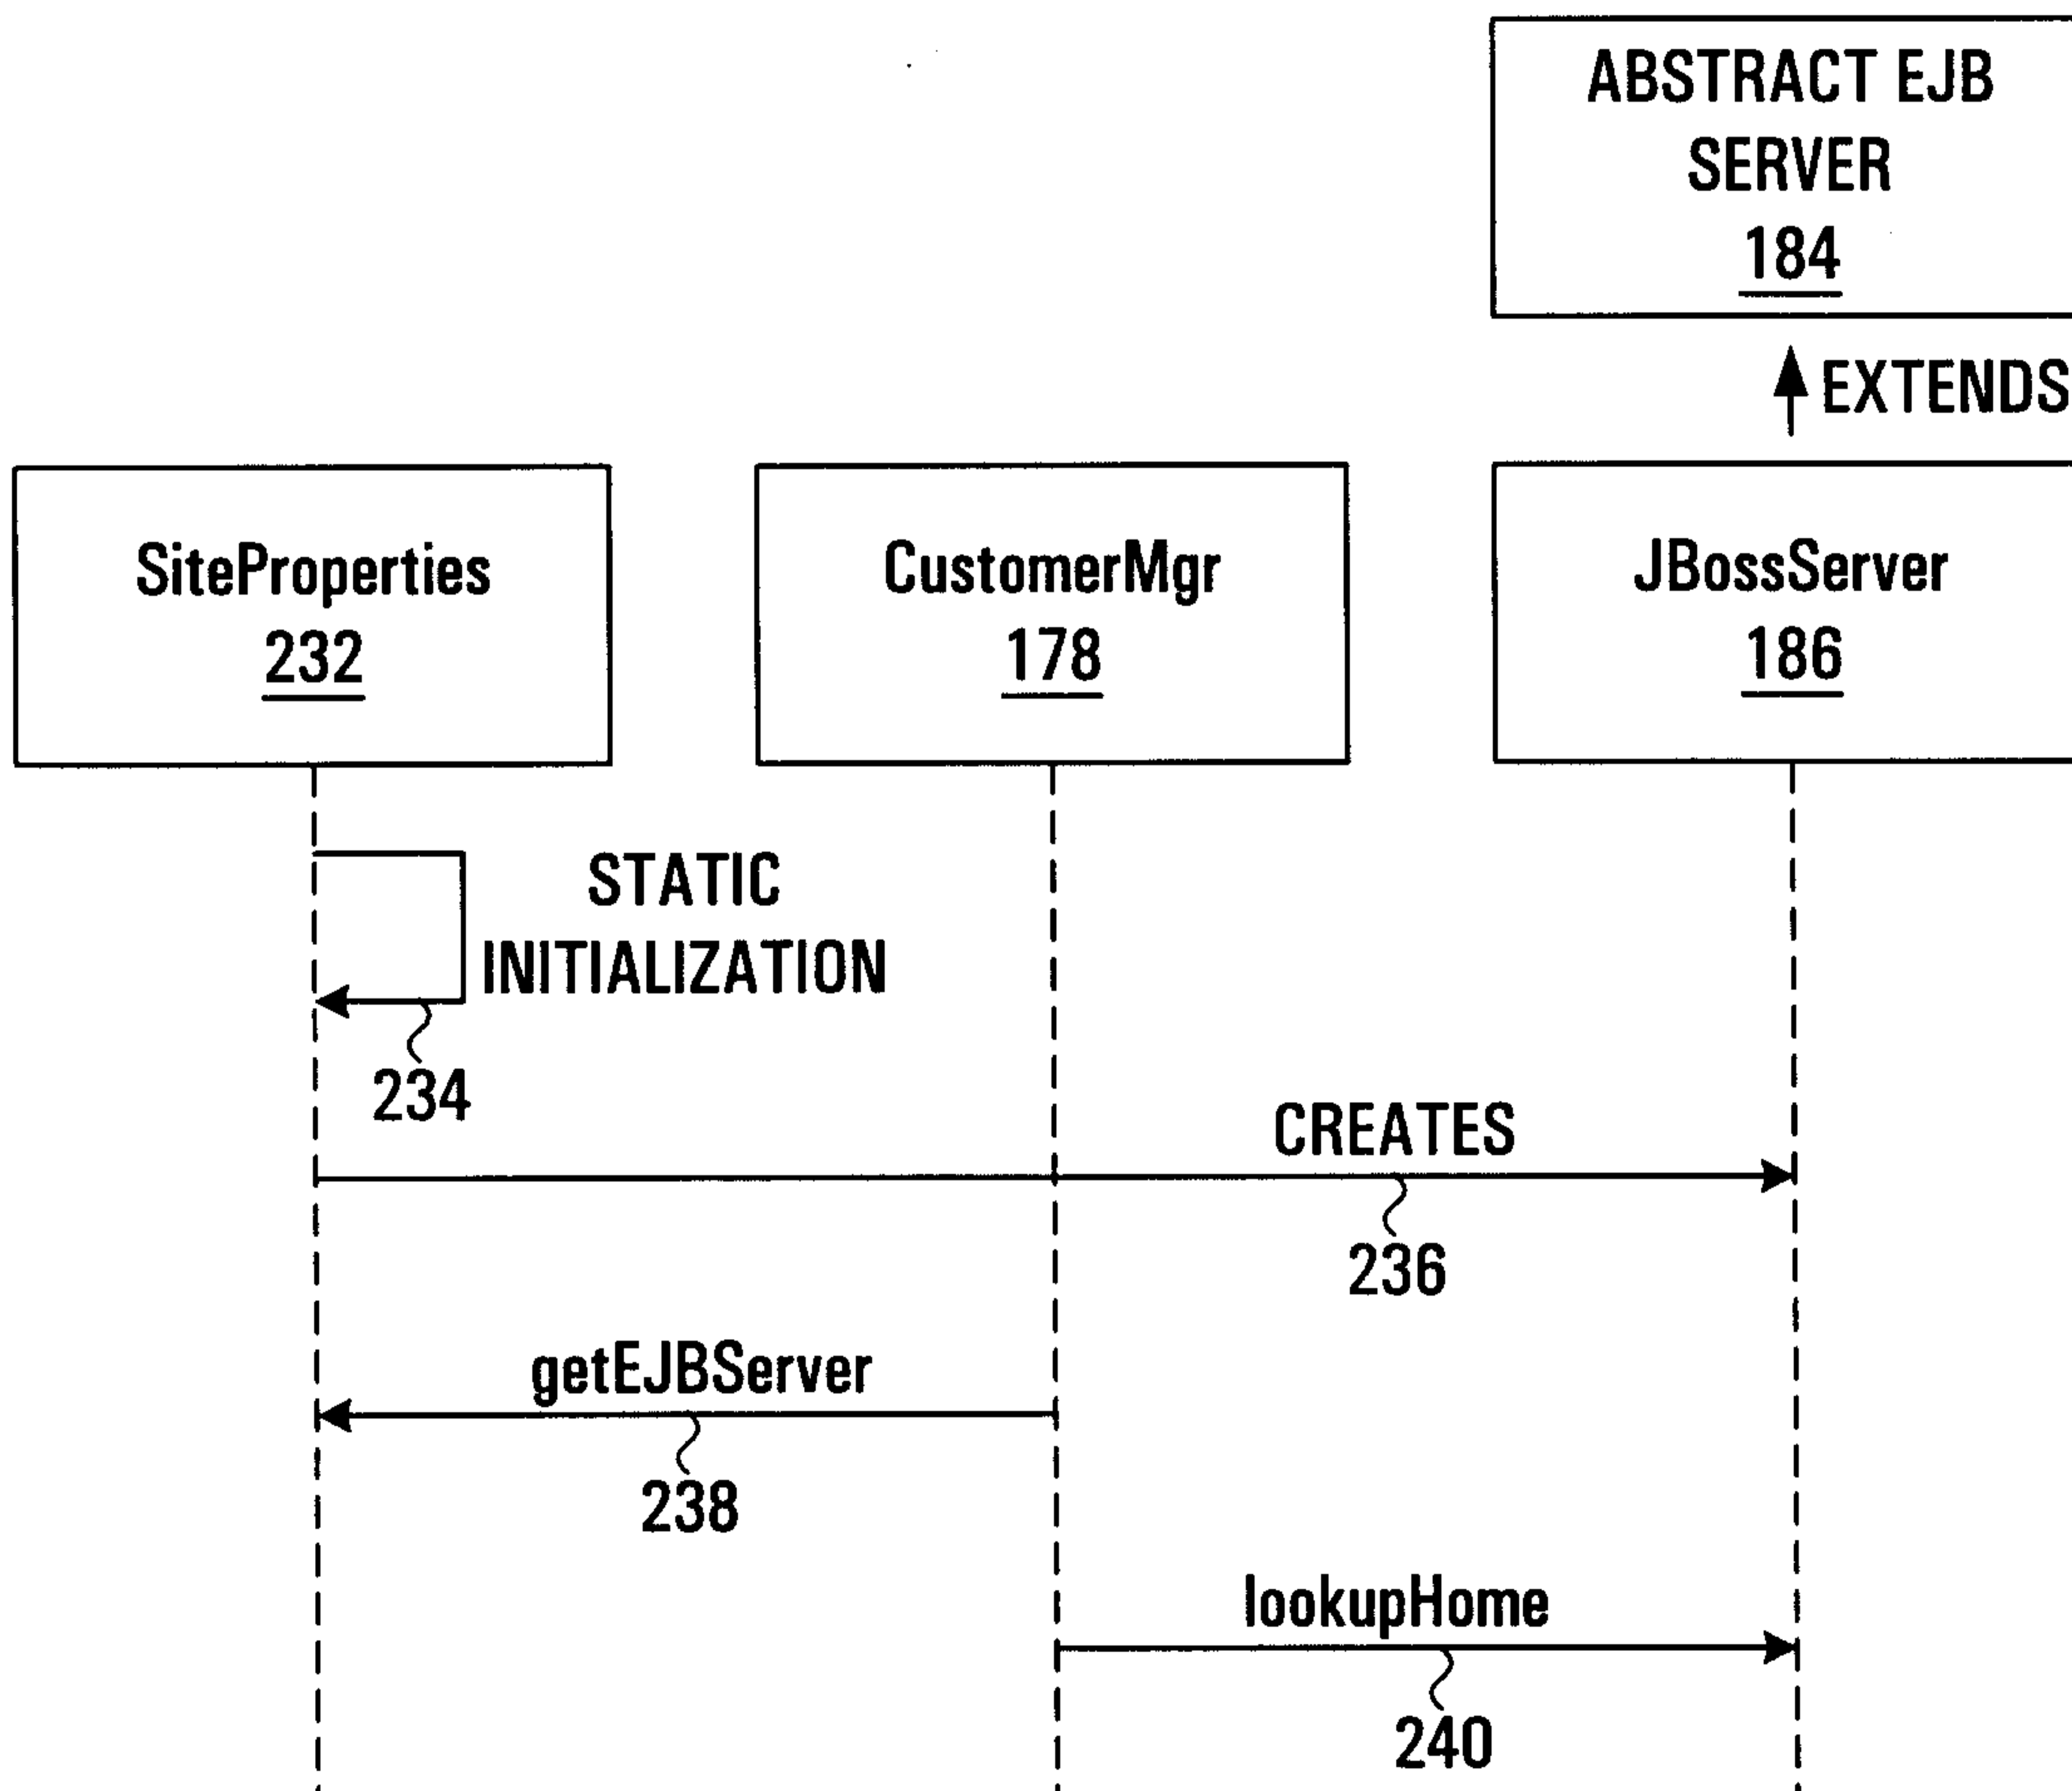 ABSTRACT EJB
SERVER
184
EXTENDS
SiteProperties
232
CustomerMgr
178
JBossServer
186
STATIC
INITIALIZATION
234
CREATES
236
getEJBServer
238
lookupHome
240